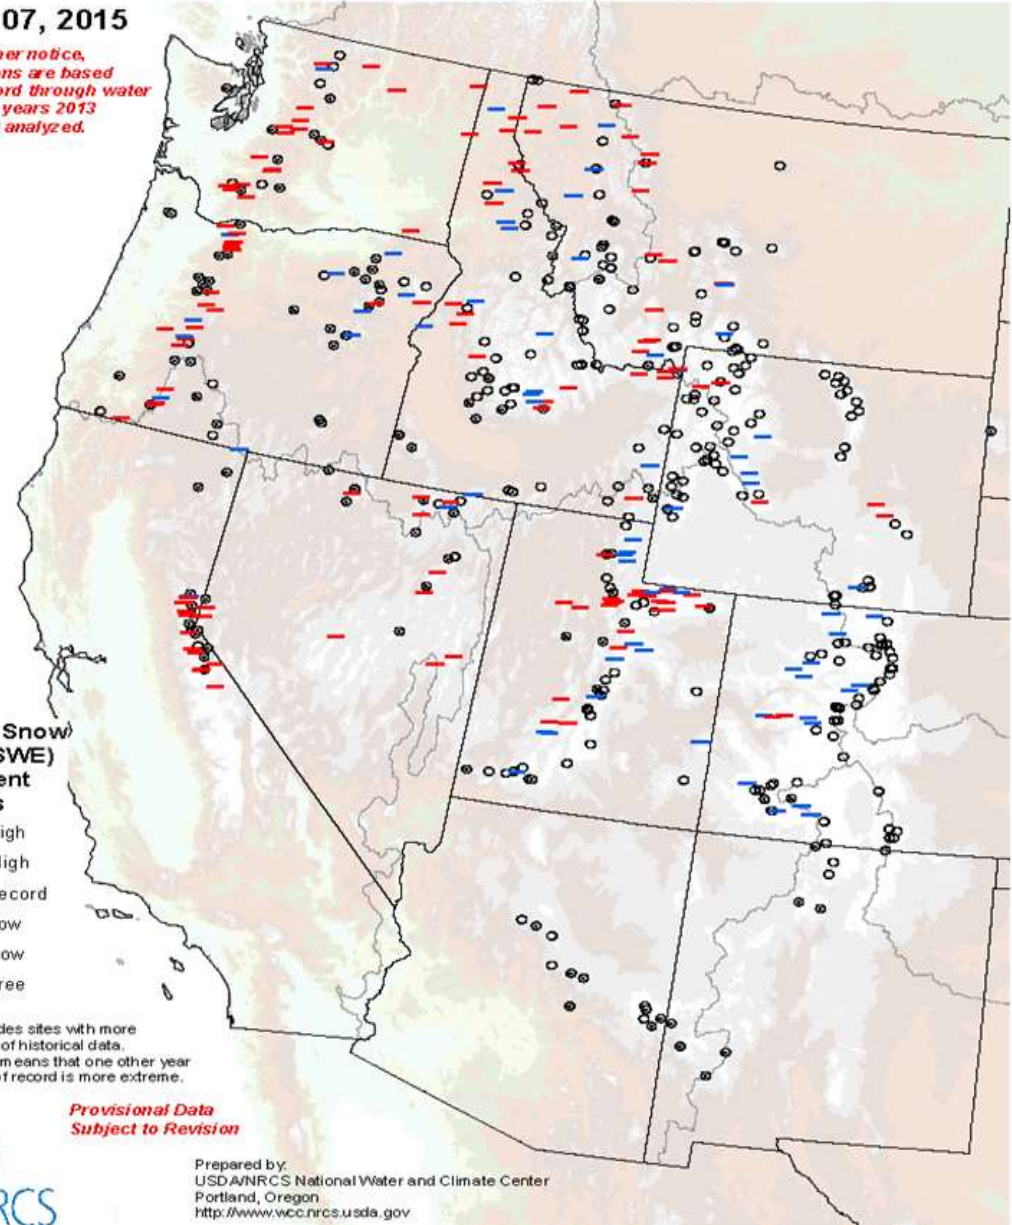 07, 2015
er notice,
ns are based
ord through water
years 2013
analyzed.
Snow
SWE)
ent
s
igh
ligh
ecord
ow
ow
ree
des sites with more
of historical data.
means that one other year
of record is more extreme.
Provisional Data
Subject to Revision
Prepared by:
USDA/NRCS National Water and Climate Center
Portland, Oregon
http://www.wcc.nrcs.usda.gov
RCS